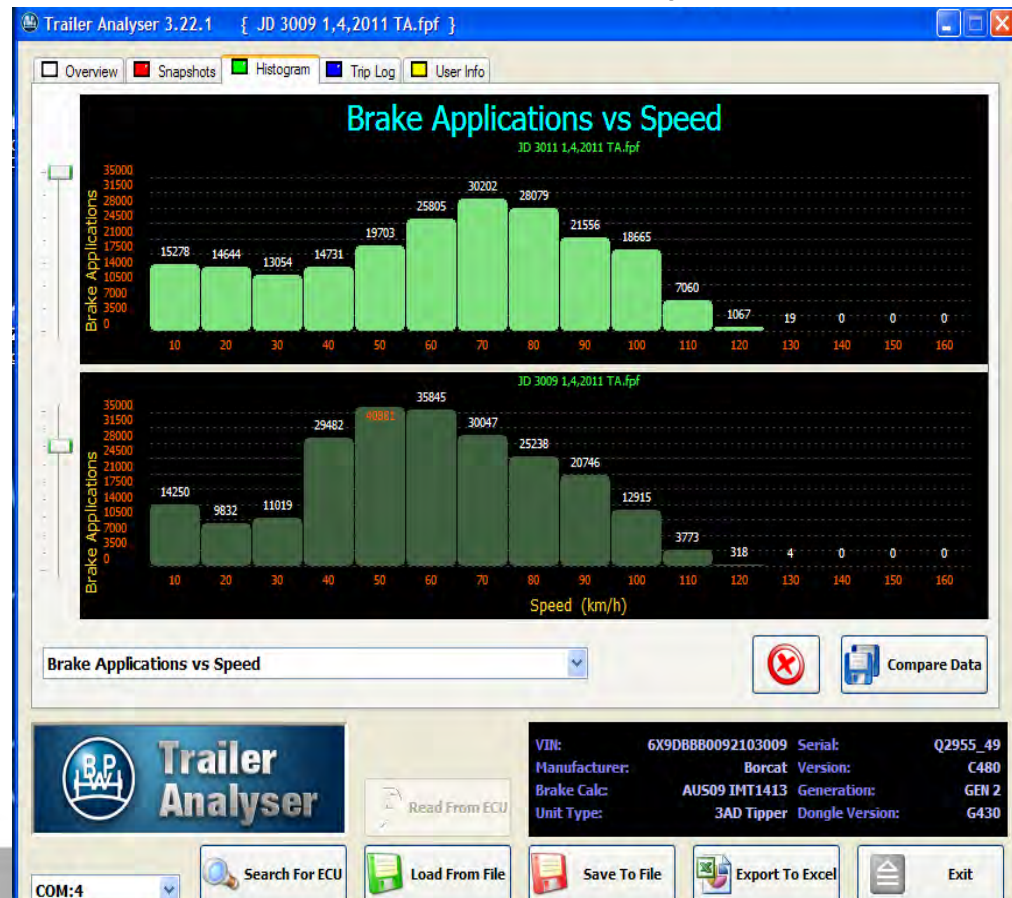 Trailer Analyser 3.22.1 { JD 3009 1,4,2011 TA.fpf }
Overview Snapshots Histogram Trip Log User Info
Brake Applications vs Speed
JD 3011 1,4,2011 TA.fpf
Brake Applications
35000
31500
28000
24500
21000
17500
14000
10500
7000
3500
0
15278 14644 13054 14731 19703 25805 30202 28079 21556 18665 7060 1067 19 0 0 0
10 20 30 40 50 60 70 80 90 100 110 120 130 140 150 160
JD 3009 1,4,2011 TA.fpf
Brake Applications
35000
31500
28000
24500
21000
17500
14000
10500
7000
3500
0
14250 9832 11019 29482 35845 30047 25238 20746 12915 3773 318 4 0 0 0
10 20 30 40 50 60 70 80 90 100 110 120 130 140 150 160
Speed (km/h)
Brake Applications vs Speed
Compare Data
BPW
Trailer
Analyser
Read From ECU
VIN: 6X9DBBB0092103009 Serial: Q2955_49
Manufacturer: Borcat Version: C480
Brake Calc: AUS09 IMT1413 Generation: GEN 2
Unit Type: 3AD Tipper Dongle Version: G430
COM:4
Search For ECU
Load From File
Save To File
Export To Excel
Exit